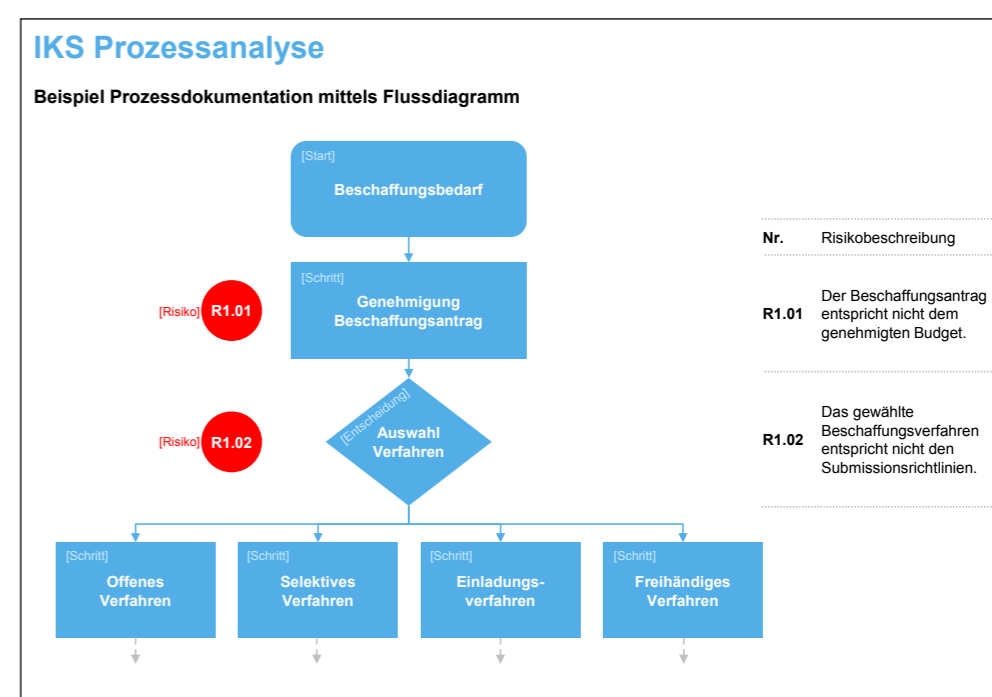 IKS Prozessanalyse
Beispiel Prozessdokumentation mittels Flussdiagramm
[Start]
Beschaffungsbedarf
[Schritt]
Genehmigung
Beschaffungsantrag
[Risiko] R1.01
[Entscheidung]
Auswahl
Verfahren
[Risiko] R1.02
[Schritt]
Offenes
Verfahren
[Schritt]
Selektives
Verfahren
[Schritt]
Einladungs-
verfahren
[Schritt]
Freihändiges
Verfahren
Nr. Risikobeschreibung
R1.01
Der Beschaffungsantrag
entspricht nicht dem
genehmigten Budget.
R1.02
Das gewählte
Beschaffungsverfahren
entspricht nicht den
Submissionsrichtlinien.